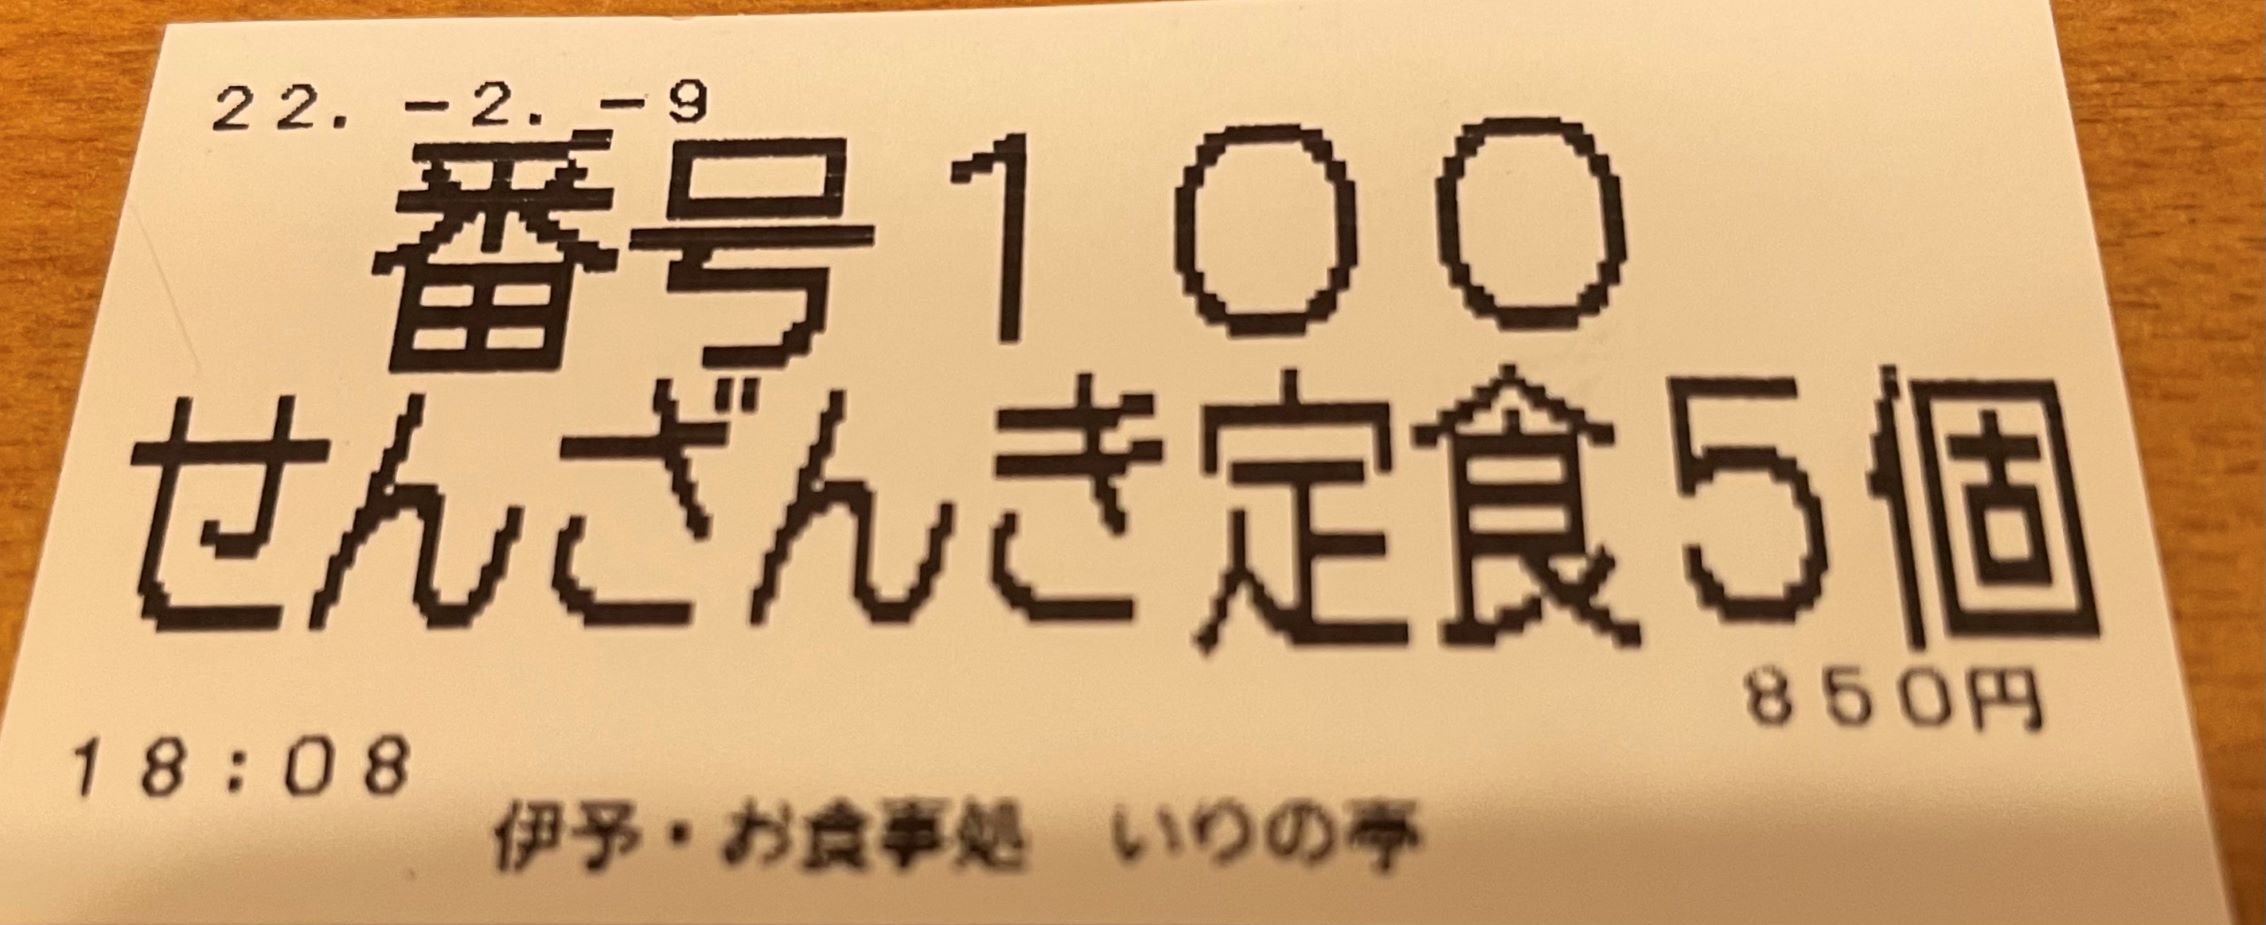 22.-2.-9
番号100
せんざんぎ定食5個
850円
18:08
伊予・お食事処 いりの亭